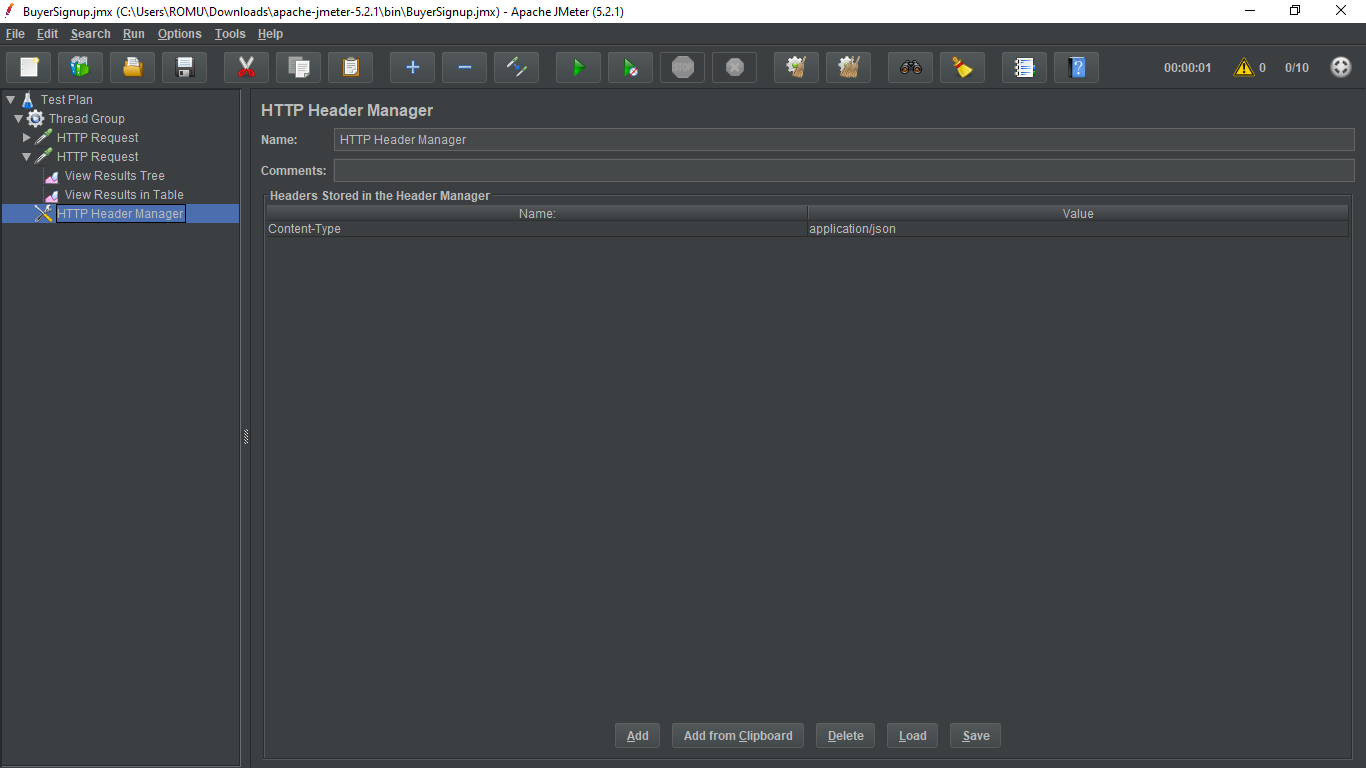 BuyerSignup.jmx (C:\Users\ROMU\Downloads\apache-jmeter-5.2.1\bin\BuyerSignup.jmx) - Apache JMeter (5.2.1)
File Edit Search Run Options Tools Help
STOP 00:00:01 0 0/10
Test Plan
Thread Group
HTTP Request
HTTP Request
View Results Tree
View Results in Table
HTTP Header Manager
HTTP Header Manager
Name: HTTP Header Manager
Comments:
Headers Stored in the Header Manager
Name: Value
Content-Type application/json
Add Add from Clipboard Delete Load Save